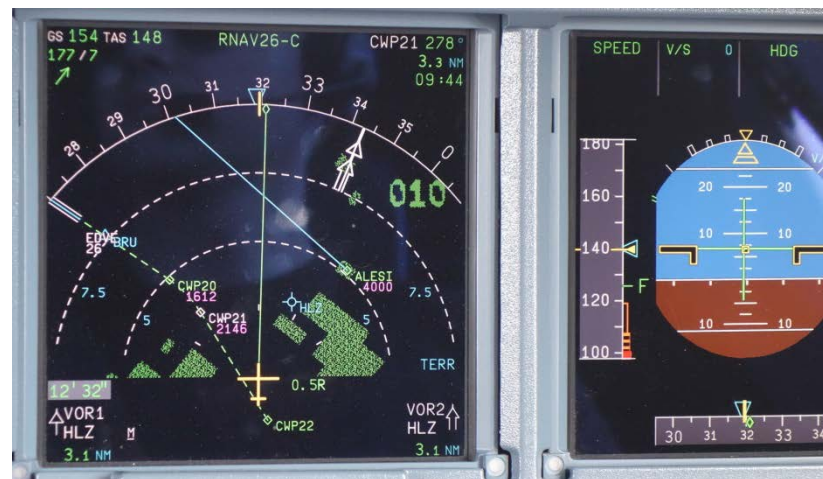 GS 154 TAS 148
RNAV26-C
CWP21 278°
177/7
3.3 NM
09:44
28
29
30
31
32
33
34
35
0
010
EDVE
26
BRU
CWP20
1612
CWP21
2146
HLZ
ALESI
4000
7.5
5
5
7.5
TERR
12'32"
0.5R
VOR1
HLZ
M
3.1 NM
CWP22
VOR2
HLZ
3.1 NM
SPEED
V/S 0
HDG
180
160
140
120
100
F
20 20
10 10
10 10
30 31 32 33